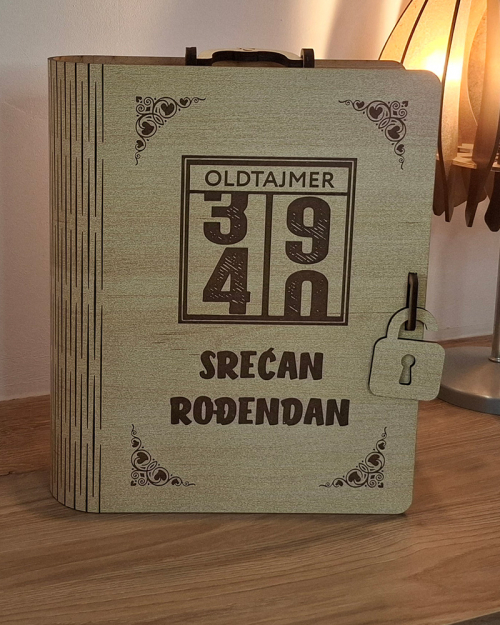 OLDTAJMER
39
40
SREĆAN
ROĐENDAN